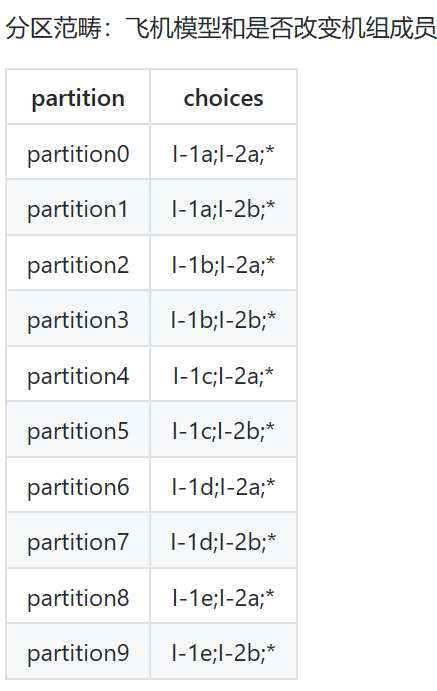 分区范畴：飞机模型和是否改变机组成员
partition choices
partition0 I-1a;I-2a;*
partition1 I-1a;I-2b;*
partition2 I-1b;I-2a;*
partition3 I-1b;I-2b;*
partition4 I-1c;I-2a;*
partition5 I-1c;I-2b;*
partition6 I-1d;I-2a;*
partition7 I-1d;I-2b;*
partition8 I-1e;I-2a;*
partition9 I-1e;I-2b;*